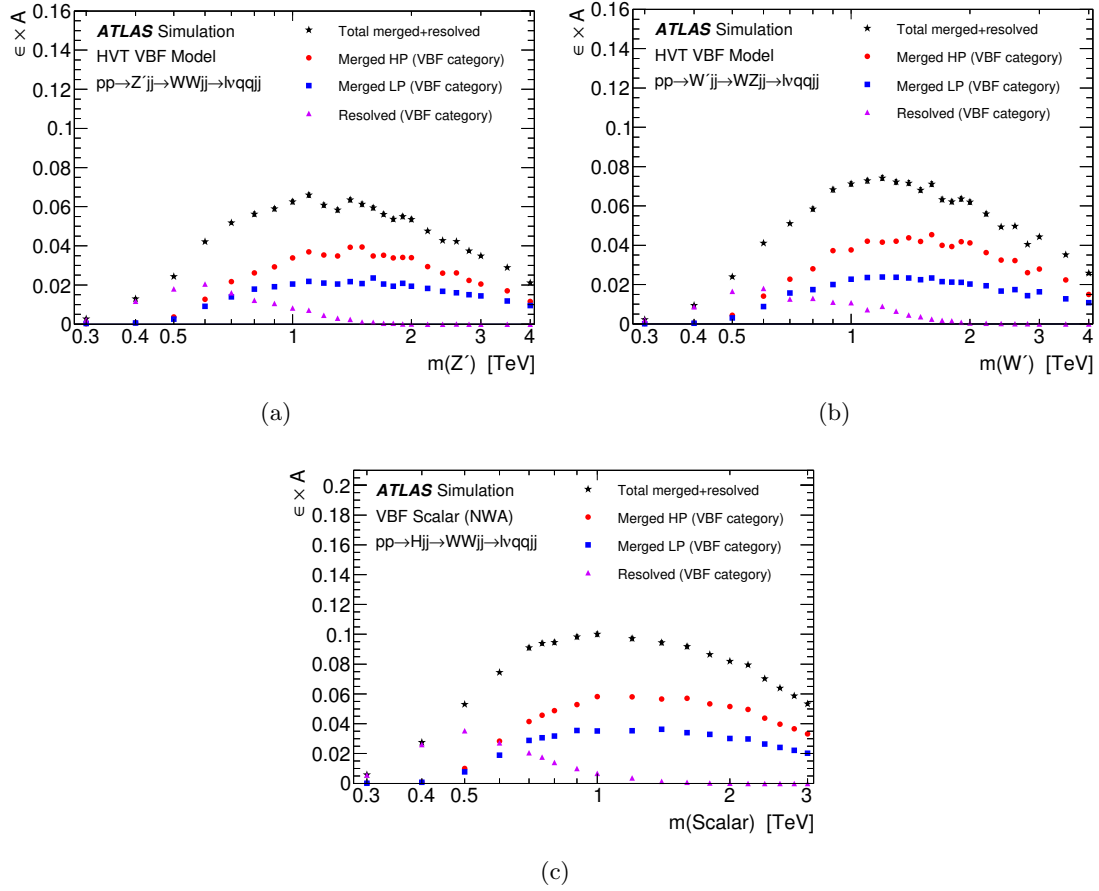 ATLAS Simulation
HVT VBF Model
pp→Z′jj→WWjj→lνqqjj
Total merged+resolved
Merged HP (VBF category)
Merged LP (VBF category)
Resolved (VBF category)
∈ × A
0.16
0.14
0.12
0.1
0.08
0.06
0.04
0.02
0
0.3 0.4 0.5 1 2 3 4
m(Z′) [TeV]
(a)
ATLAS Simulation
HVT VBF Model
pp→W′jj→WZjj→lνqqjj
Total merged+resolved
Merged HP (VBF category)
Merged LP (VBF category)
Resolved (VBF category)
∈ × A
0.16
0.14
0.12
0.1
0.08
0.06
0.04
0.02
0
0.3 0.4 0.5 1 2 3 4
m(W′) [TeV]
(b)
ATLAS Simulation
VBF Scalar (NWA)
pp→Hjj→WWjj→lνqqjj
Total merged+resolved
Merged HP (VBF category)
Merged LP (VBF category)
Resolved (VBF category)
∈ × A
0.2
0.18
0.16
0.14
0.12
0.1
0.08
0.06
0.04
0.02
0
0.3 0.4 0.5 1 2 3
m(Scalar) [TeV]
(c)